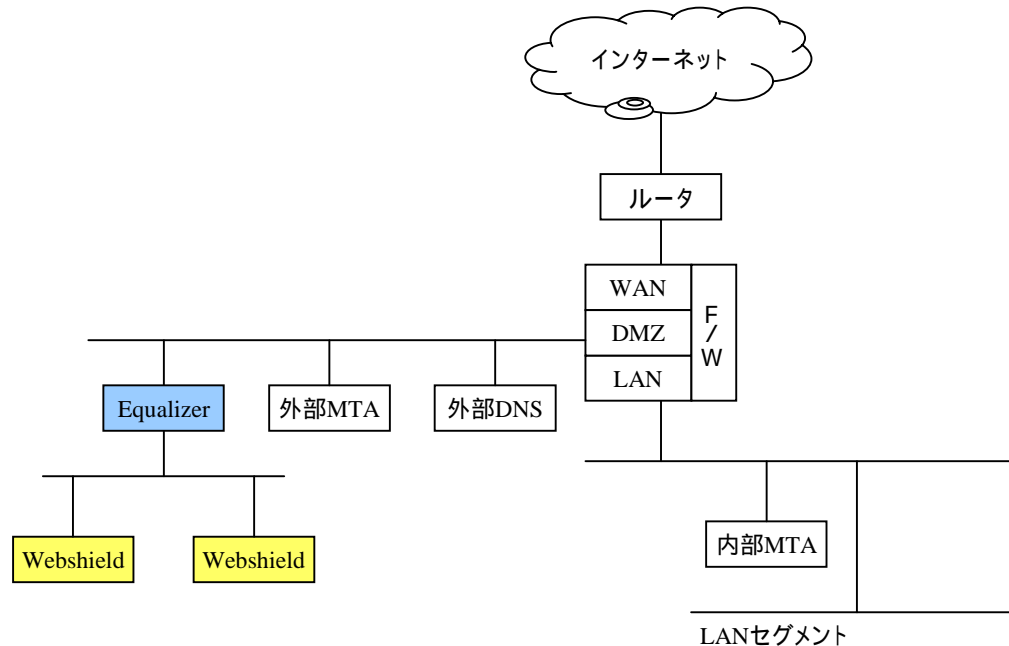 インターネット
ルータ
WAN
DMZ
LAN
F/W
Equalizer
外部MTA
外部DNS
Webshield
Webshield
内部MTA
LANセグメント